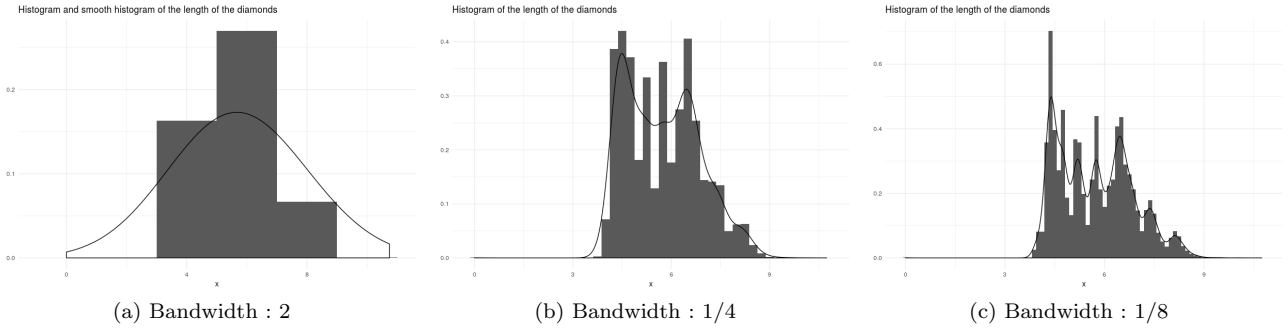 Histogram and smooth histogram of the length of the diamonds
0.2
0.1
0.0
0
4
8
x
(a) Bandwidth : 2
Histogram of the length of the diamonds
0.4
0.3
0.2
0.1
0.0
0
3
6
9
x
(b) Bandwidth : 1/4
Histogram of the length of the diamonds
0.6
0.4
0.2
0.0
0
3
6
9
x
(c) Bandwidth : 1/8